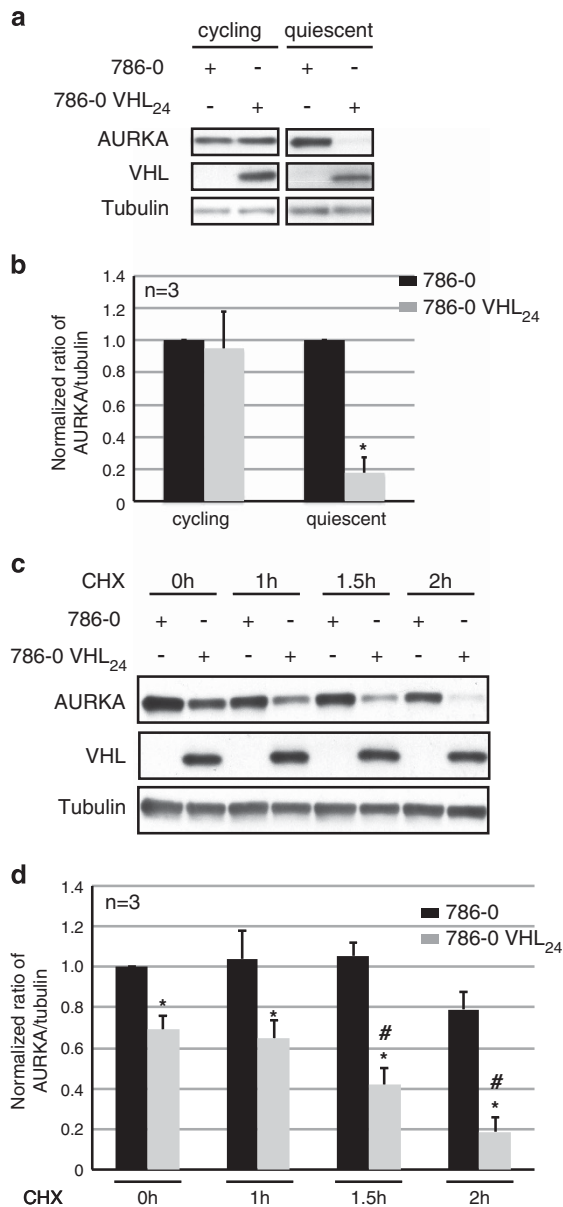 a
cycling quiescent
786-0 + - + -
786-0 VHL24 - + - +
AURKA
VHL
Tubulin
b
Normalized ratio of
AURKA/tubulin
1.4
1.2
1.0
0.8
0.6
0.4
0.2
0
n=3
786-0
786-0 VHL24
*
cycling quiescent
c
CHX 0h 1h 1.5h 2h
786-0 + - + - + - + -
786-0 VHL24 - + - + - + - +
AURKA
VHL
Tubulin
d
Normalized ratio of
AURKA/tubulin
1.4
1.2
1.0
0.8
0.6
0.4
0.2
0
n=3
786-0
786-0 VHL24
* * # * # *
CHX 0h 1h 1.5h 2h